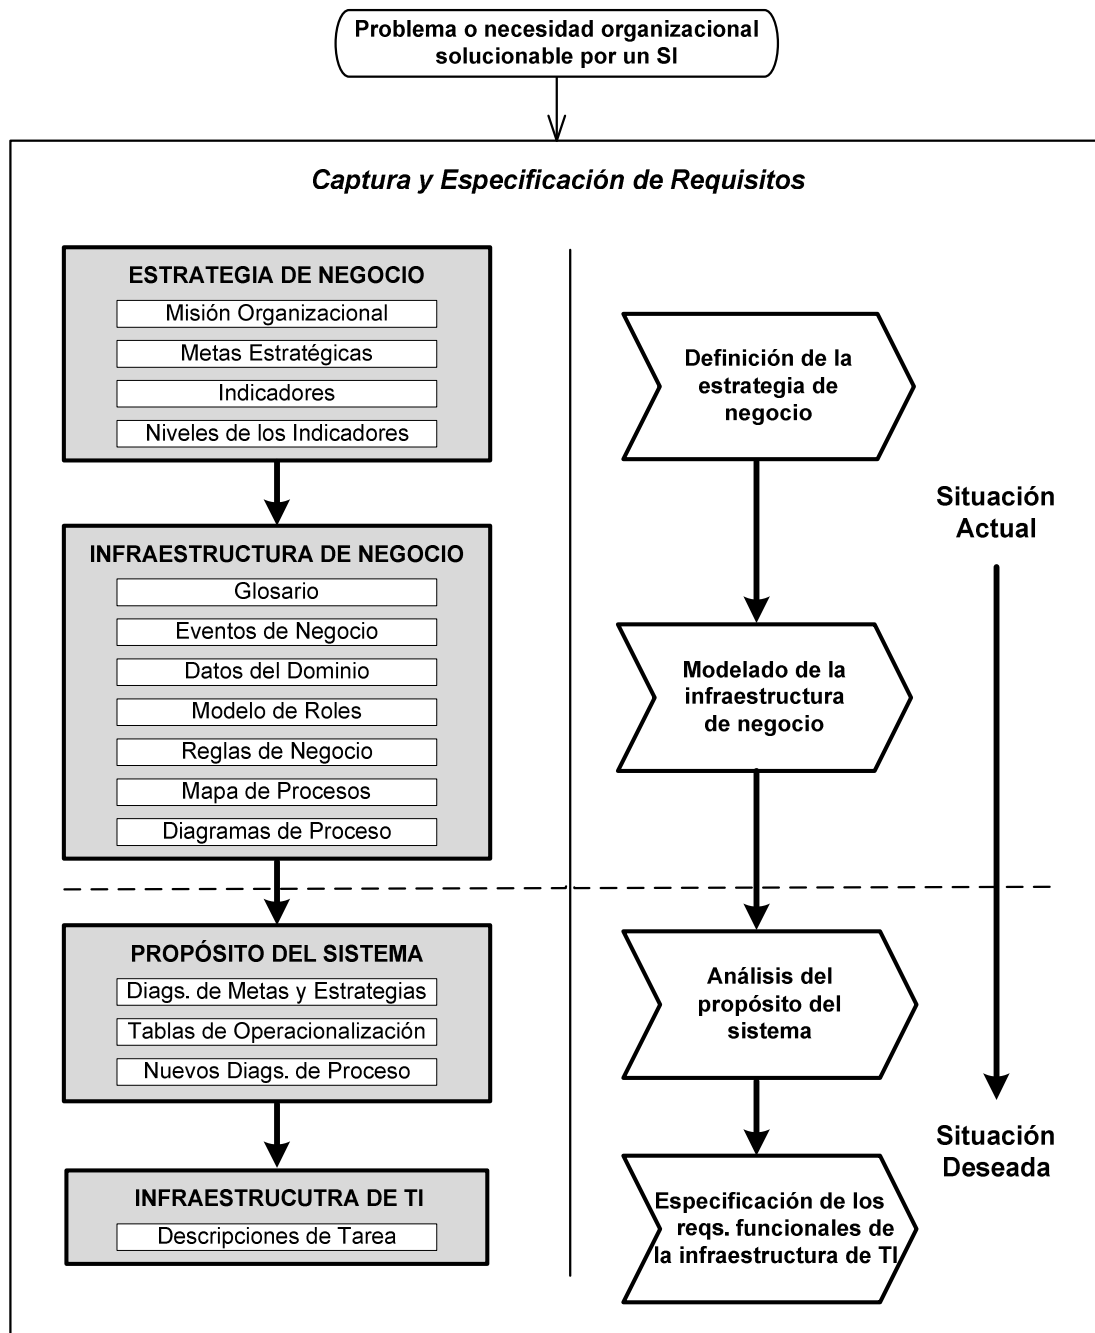 Problema o necesidad organizacional
solucionable por un SI
Captura y Especificación de Requisitos
ESTRATEGIA DE NEGOCIO
Misión Organizacional
Metas Estratégicas
Indicadores
Niveles de los Indicadores
INFRAESTRUCTURA DE NEGOCIO
Glosario
Eventos de Negocio
Datos del Dominio
Modelo de Roles
Reglas de Negocio
Mapa de Procesos
Diagramas de Proceso
PROPÓSITO DEL SISTEMA
Diags. de Metas y Estrategias
Tablas de Operacionalización
Nuevos Diags. de Proceso
INFRAESTRUCUTRA DE TI
Descripciones de Tarea
Definición de la
estrategia de
negocio
Modelado de la
infraestructura
de negocio
Análisis del
propósito del
sistema
Especificación de los
reqs. funcionales de
la infraestructura de TI
Situación
Actual
Situación
Deseada